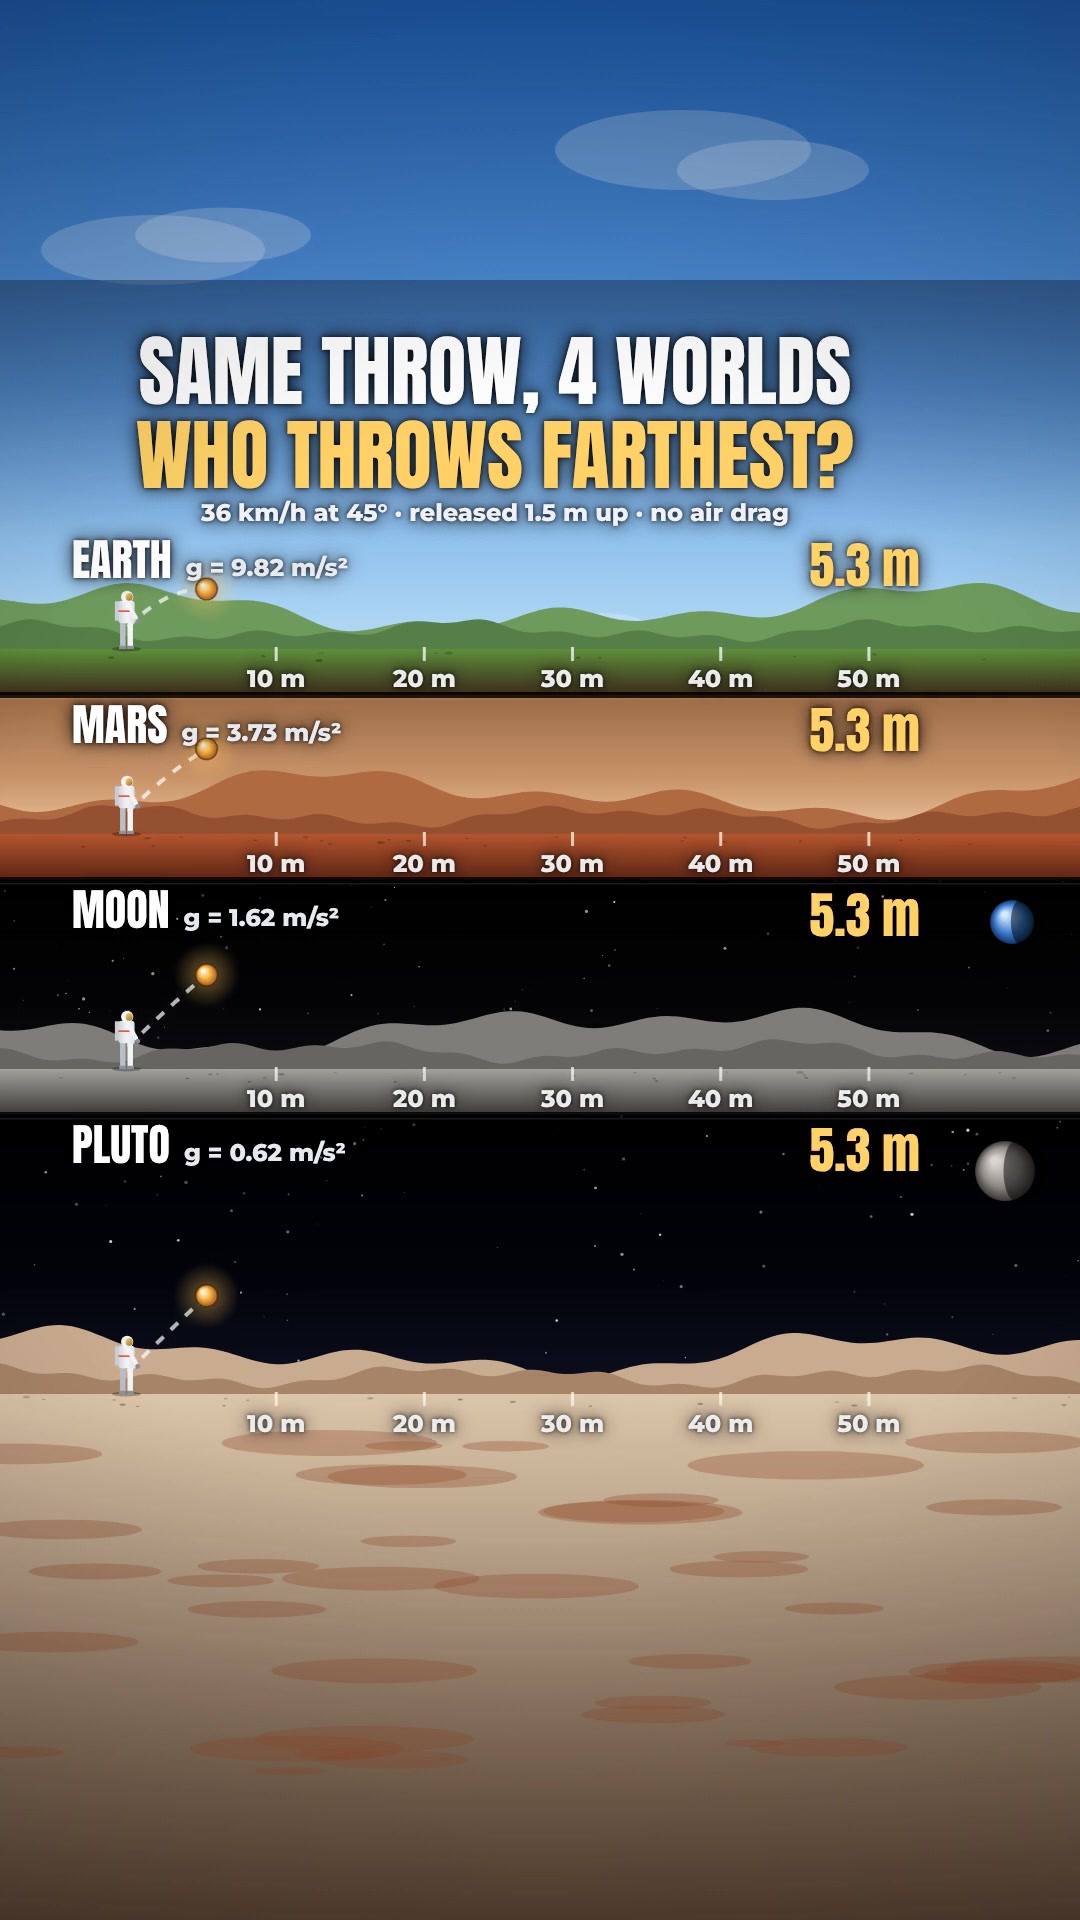 SAME THROW, 4 WORLDS
WHO THROWS FARTHEST?
36 km/h at 45° · released 1.5 m up · no air drag
EARTH g = 9.82 m/s² 5.3 m
10 m 20 m 30 m 40 m 50 m
MARS g = 3.73 m/s² 5.3 m
10 m 20 m 30 m 40 m 50 m
MOON g = 1.62 m/s² 5.3 m
10 m 20 m 30 m 40 m 50 m
PLUTO g = 0.62 m/s² 5.3 m
10 m 20 m 30 m 40 m 50 m